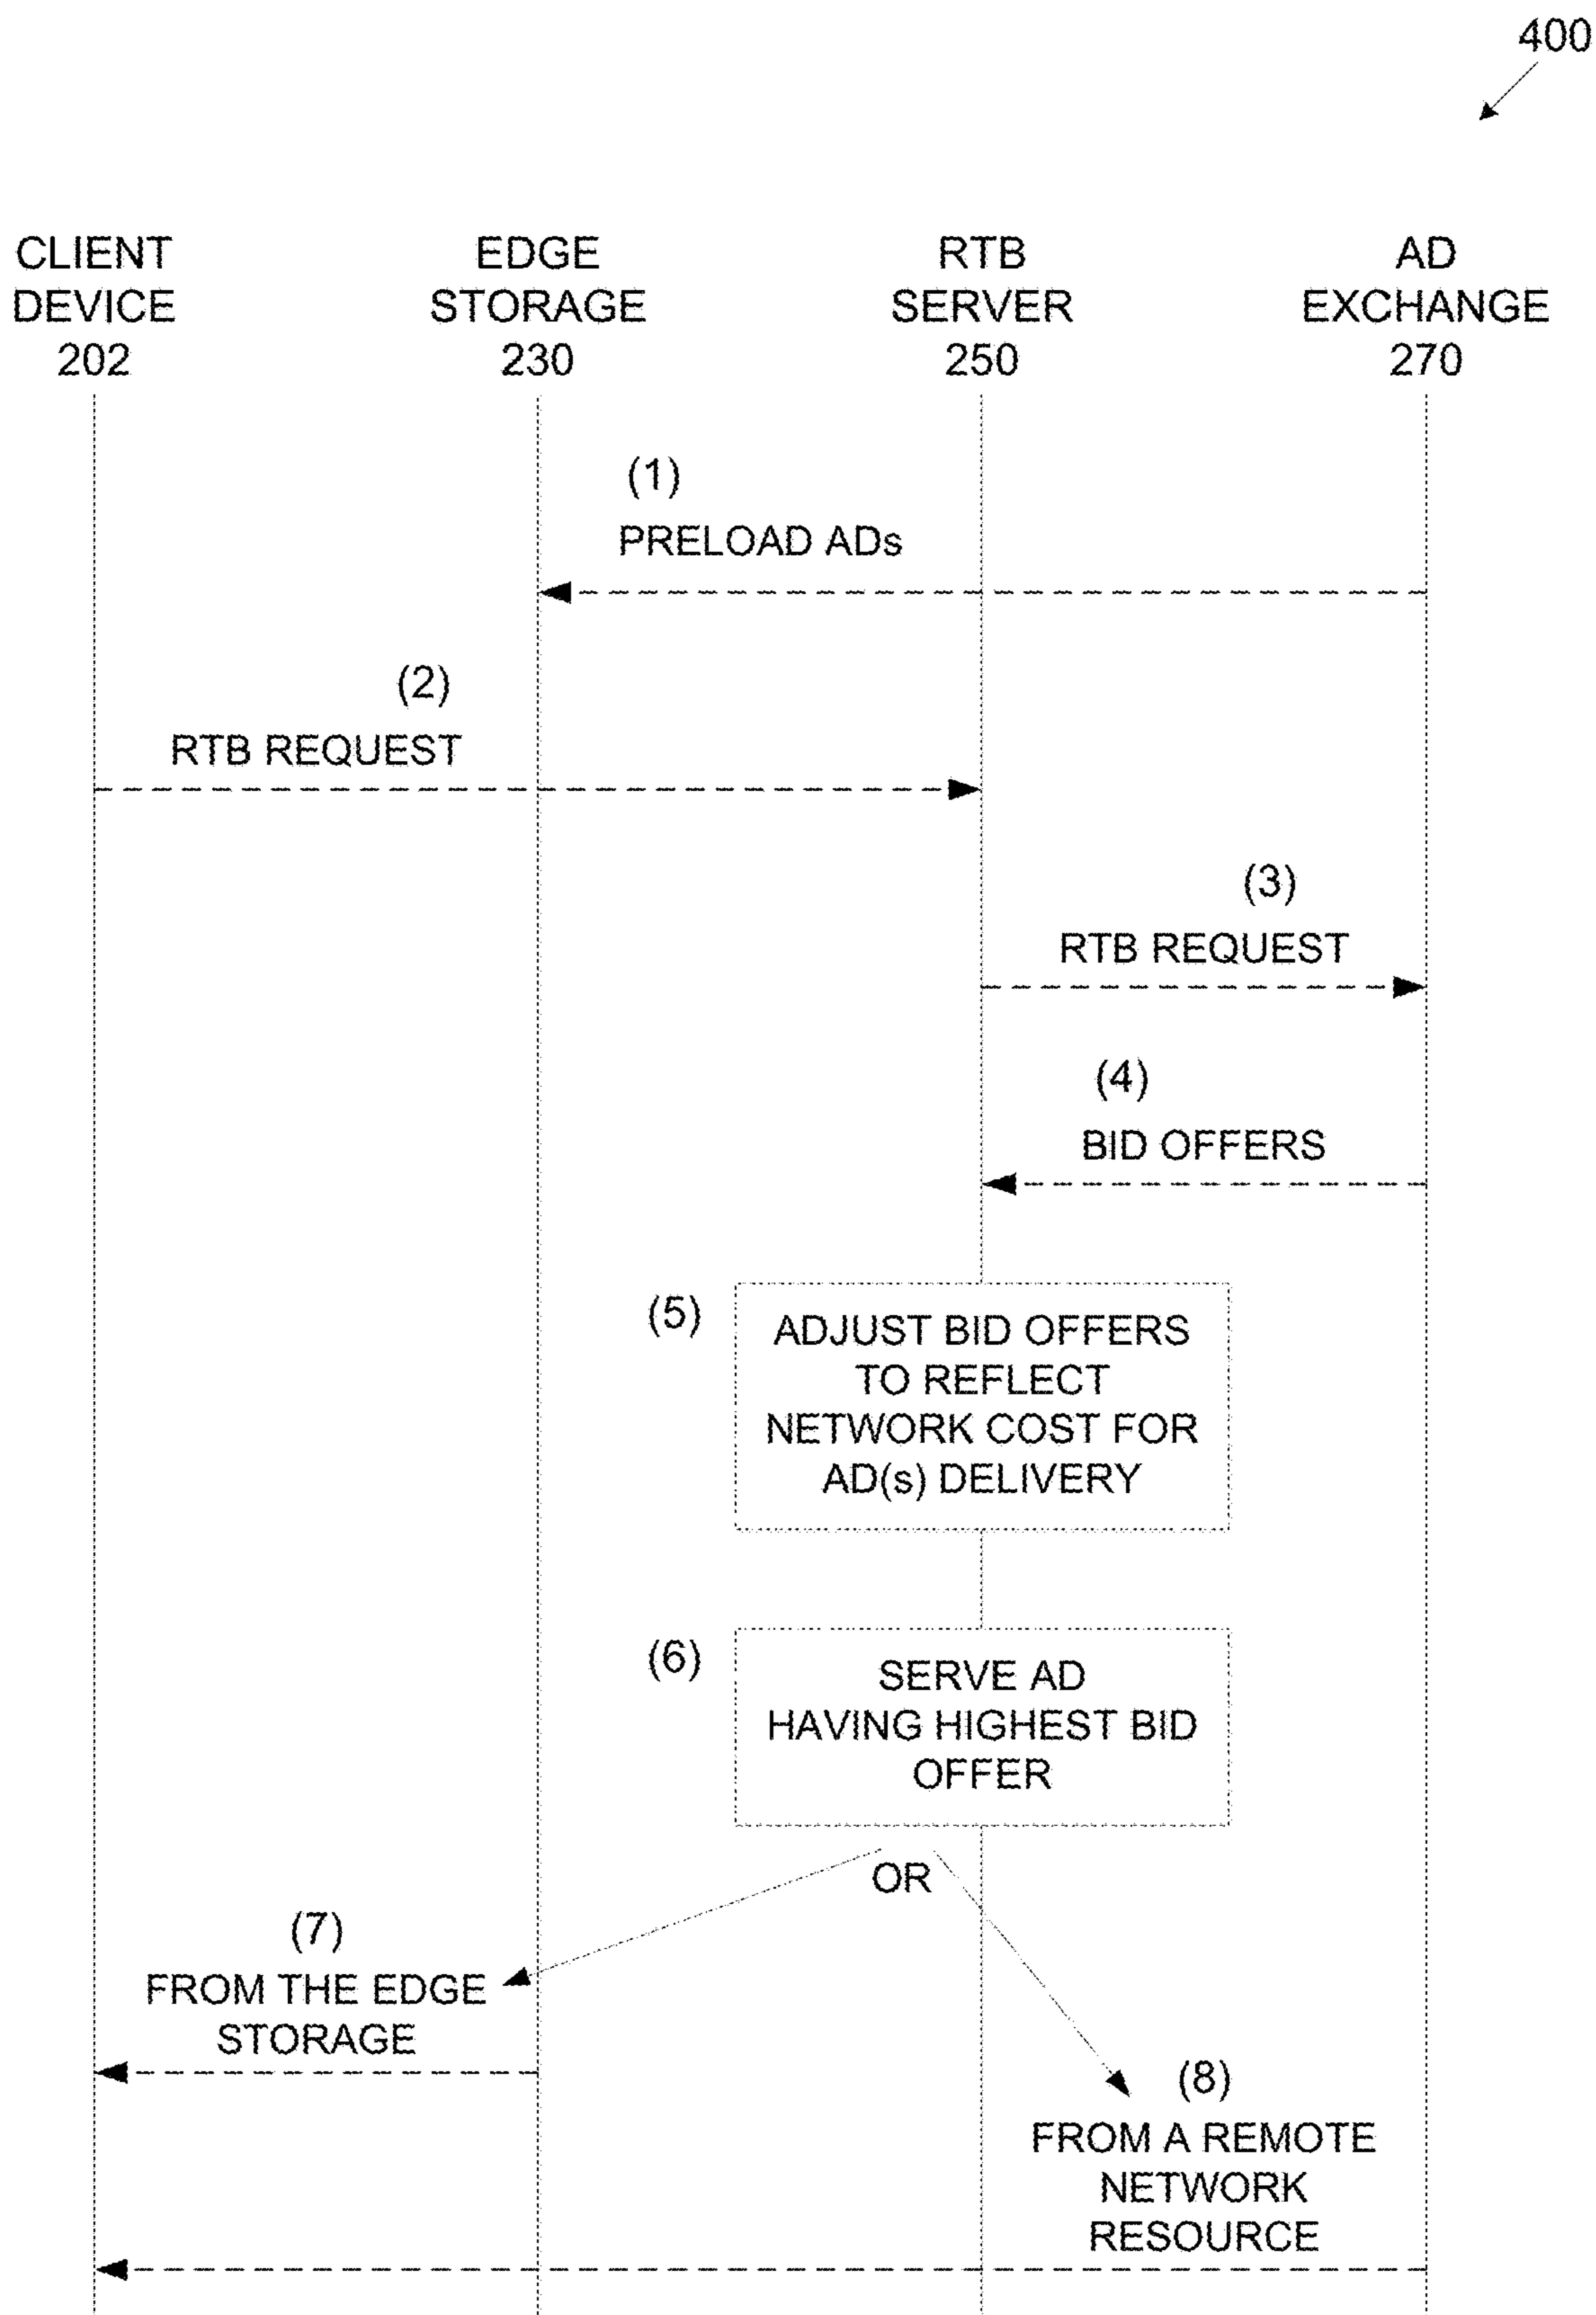 400
CLIENT
DEVICE
202
EDGE
STORAGE
230
RTB
SERVER
250
AD
EXCHANGE
270
(1)
PRELOAD ADs
(2)
RTB REQUEST
(3)
RTB REQUEST
(4)
BID OFFERS
(5)
ADJUST BID OFFERS
TO REFLECT
NETWORK COST FOR
AD(s) DELIVERY
(6)
SERVE AD
HAVING HIGHEST BID
OFFER
OR
(7)
FROM THE EDGE
STORAGE
(8)
FROM A REMOTE
NETWORK
RESOURCE